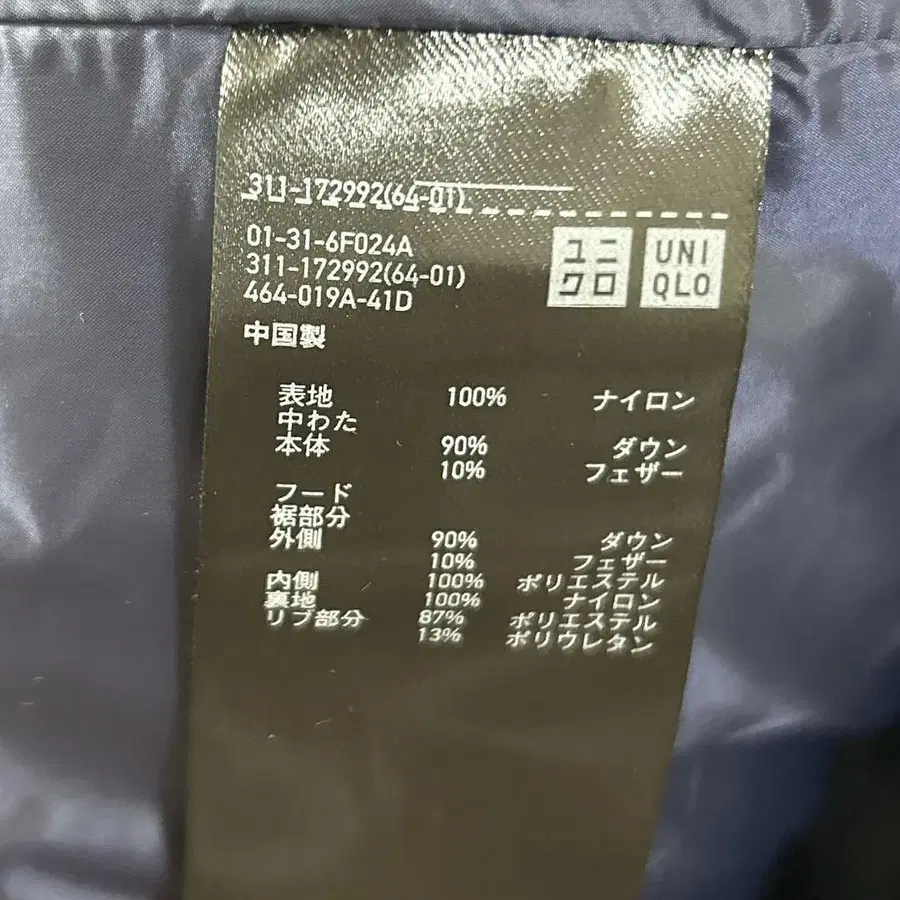 311-172992(64-01)
01-31-6F024A
311-172992(64-01)
464-019A-41D
ユニ
クロ
UNI
QLO
中国製
表地 100% ナイロン
中わた
本体 90% ダウン
10% フェザー
フード
裾部分
外側 90% ダウン
10% フェザー
内側 100% ポリエステル
裏地 100% ナイロン
リブ部分 87% ポリエステル
13% ポリウレタン